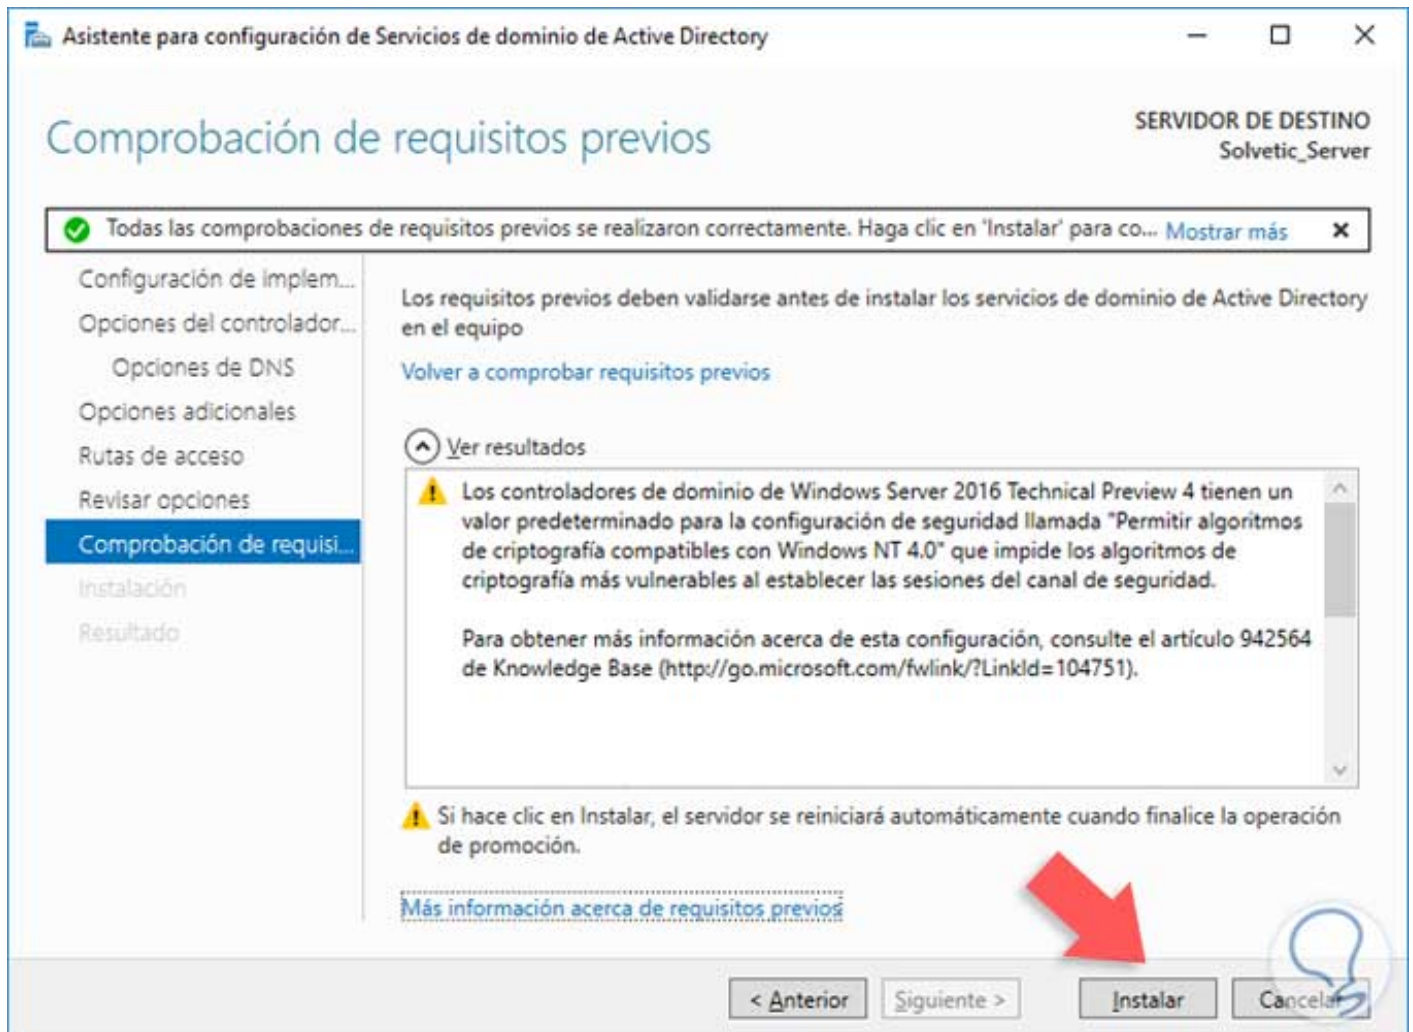 Asistente para configuración de Servicios de dominio de Active Directory
Comprobación de requisitos previos
SERVIDOR DE DESTINO
Solvetic_Server
Todas las comprobaciones de requisitos previos se realizaron correctamente. Haga clic en 'Instalar' para co... Mostrar más
Configuración de implem...
Opciones del controlador...
Opciones de DNS
Opciones adicionales
Rutas de acceso
Revisar opciones
Comprobación de requisi...
Instalación
Resultado
Los requisitos previos deben validarse antes de instalar los servicios de dominio de Active Directory
en el equipo
Volver a comprobar requisitos previos
Ver resultados
Los controladores de dominio de Windows Server 2016 Technical Preview 4 tienen un
valor predeterminado para la configuración de seguridad llamada "Permitir algoritmos
de criptografía compatibles con Windows NT 4.0" que impide los algoritmos de
criptografía más vulnerables al establecer las sesiones del canal de seguridad.
Para obtener más información acerca de esta configuración, consulte el artículo 942564
de Knowledge Base (http://go.microsoft.com/fwlink/?LinkId=104751).
Si hace clic en Instalar, el servidor se reiniciará automáticamente cuando finalice la operación
de promoción.
Más información acerca de requisitos previos
< Anterior
Siguiente >
Instalar
Cancelar